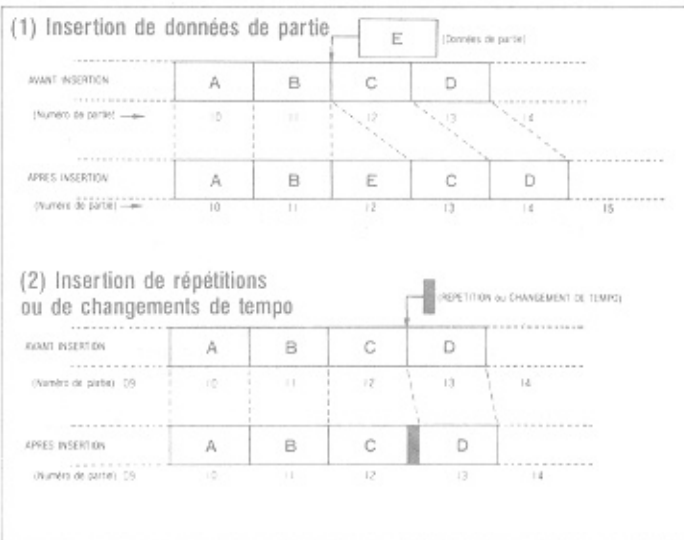 (1) Insertion de données de partie
E
(Données de partie)
AVANT INSERTION
A B C D
(Numéro de partie) 10 11 12 13 14
APRES INSERTION
A B E C D
(Numéro de partie) 10 11 12 13 14 15
(2) Insertion de répétitions
ou de changements de tempo
(REPETITION ou CHANGEMENT DE TEMPO)
AVANT INSERTION
A B C D
(Numéro de partie) 09 10 11 12 13 14
APRES INSERTION
A B C D
(Numéro de partie) 09 10 11 12 13 14